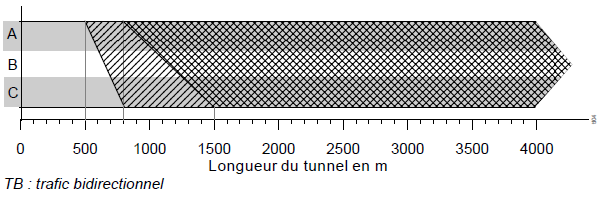 A
B
C
0 500 1000 1500 2000 2500 3000 3500 4000
Longueur du tunnel en m
TB : trafic bidirectionnel